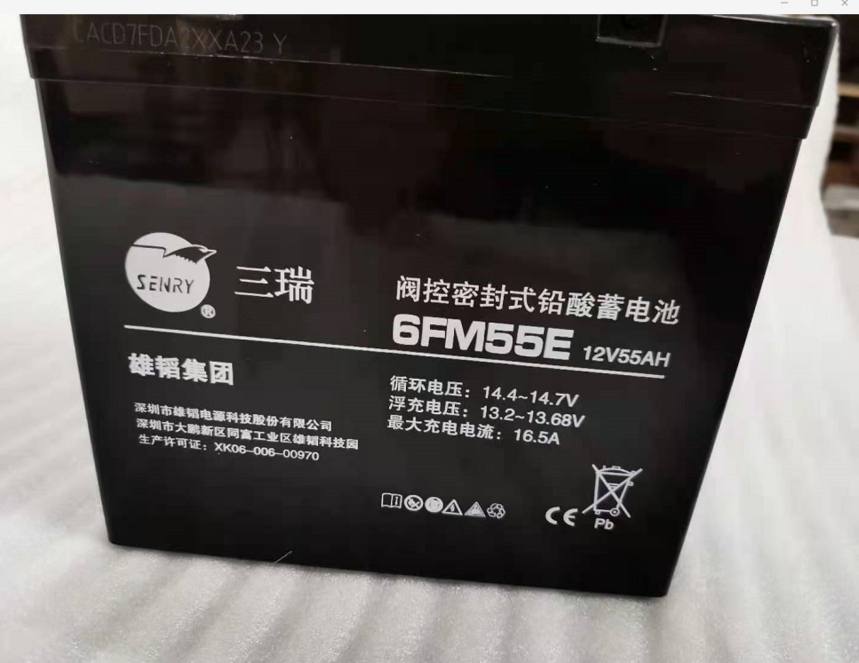 CACD7FDA2XXA23 Y
SENRY
®
三瑞
阀控密封式铅酸蓄电池
6FM55E 12V55AH
雄韬集团
深圳市雄韬电源科技股份有限公司
深圳市大鹏新区同富工业区雄韬科技园
生产许可证：XK06-006-00970
循环电压：14.4~14.7V
浮充电压：13.2~13.68V
最大充电电流：16.5A
CE
Pb